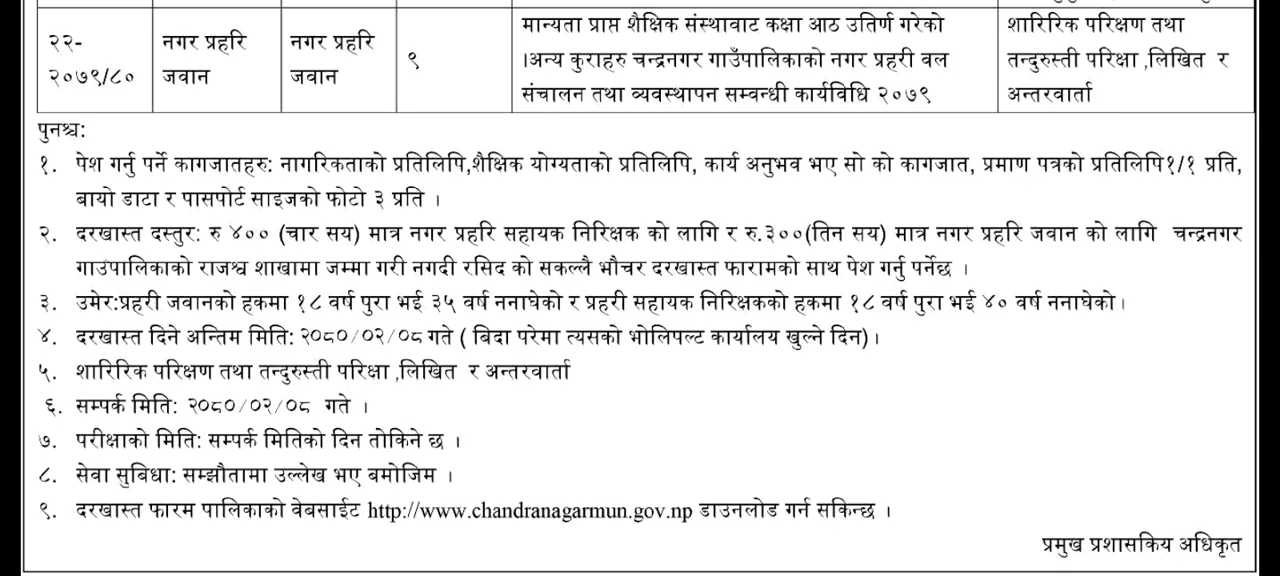 २२-
२०७९/८०
नगर प्रहरि
जवान
नगर प्रहरि
जवान
९
मान्यता प्राप्त शैक्षिक संस्थावाट कक्षा आठ उतिर्ण गरेको
।अन्य कुराहरु चन्द्रनगर गाउँपालिकाको नगर प्रहरी वल
संचालन तथा व्यवस्थापन सम्वन्धी कार्यविधि २०७९
शारिरिक परिक्षण तथा
तन्दुरुस्ती परिक्षा ,लिखित र
अन्तरवार्ता
पुनश्च:
१. पेश गर्नु पर्ने कागजातहरु: नागरिकताको प्रतिलिपि,शैक्षिक योग्यताको प्रतिलिपि, कार्य अनुभव भए सो को कागजात, प्रमाण पत्रको प्रतिलिपि१/१ प्रति,
बायो डाटा र पासपोर्ट साइजको फोटो ३ प्रति ।
२. दरखास्त दस्तुर: रु ४०० (चार सय) मात्र नगर प्रहरि सहायक निरिक्षक को लागि र रु.३००(तिन सय) मात्र नगर प्रहरि जवान को लागि चन्द्रनगर
गाउँपालिकाको राजश्व शाखामा जम्मा गरी नगदी रसिद को सकल्लै भौचर दरखास्त फारामको साथ पेश गर्नु पर्नेछ ।
३. उमेर:प्रहरी जवानको हकमा १८ वर्ष पुरा भई ३५ वर्ष ननाघेको र प्रहरी सहायक निरिक्षकको हकमा १८ वर्ष पुरा भई ४० वर्ष ननाघेको।
४. दरखास्त दिने अन्तिम मिति: २०८०/०२/०८ गते ( बिदा परेमा त्यसको भोलिपल्ट कार्यालय खुल्ने दिन)।
५. शारिरिक परिक्षण तथा तन्दुरुस्ती परिक्षा ,लिखित र अन्तरवार्ता
६. सम्पर्क मिति: २०८०/०२/०८ गते ।
७. परीक्षाको मिति: सम्पर्क मितिको दिन तोकिने छ ।
८. सेवा सुबिधा: सम्झौतामा उल्लेख भए बमोजिम ।
९. दरखास्त फारम पालिकाको वेबसाईट http://www.chandranagarmun.gov.np डाउनलोड गर्न सकिन्छ ।
प्रमुख प्रशासकिय अधिकृत